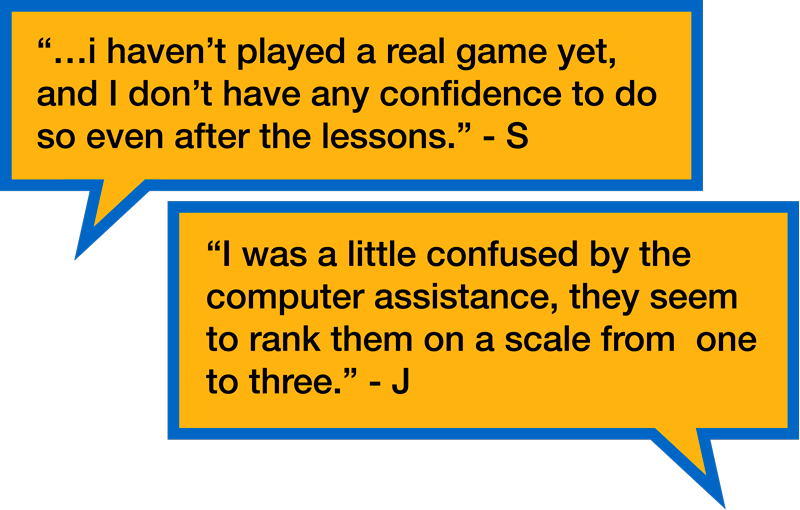 “…i haven’t played a real game yet,
and I don’t have any confidence to do
so even after the lessons.” - S
“I was a little confused by the
computer assistance, they seem
to rank them on a scale from  one
to three.” - J